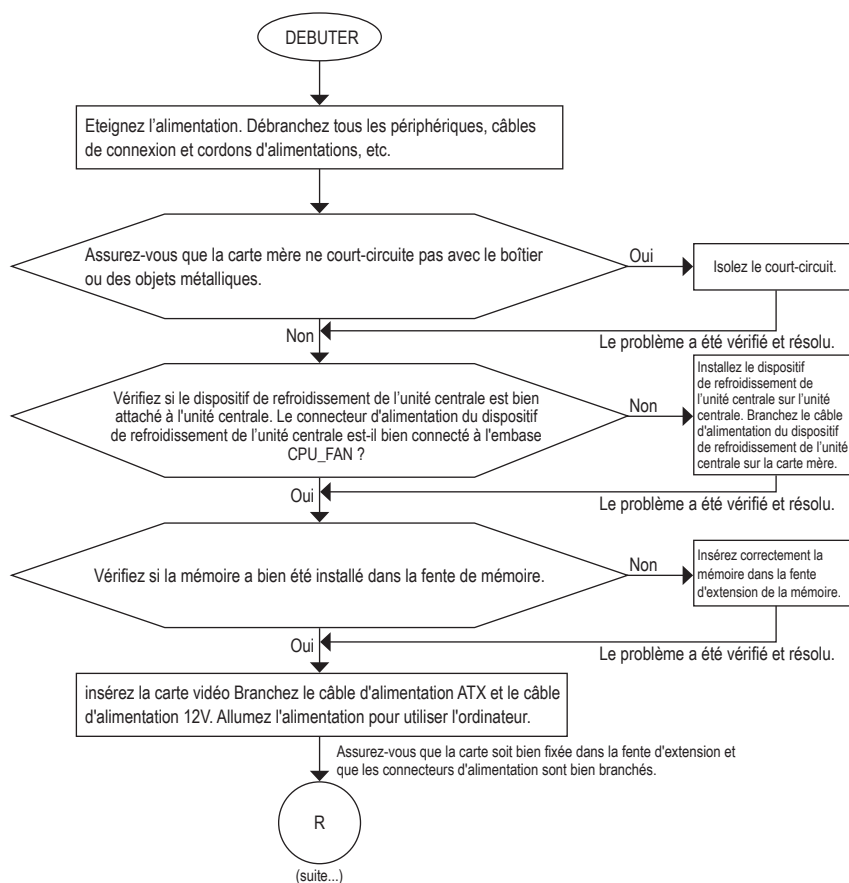 DEBUTER
Eteignez l’alimentation. Débranchez tous les périphériques, câbles
de connexion et cordons d'alimentations, etc.
Assurez-vous que la carte mère ne court-circuite pas avec le boîtier
ou des objets métalliques.
Oui
Isolez le court-circuit.
Non
Le problème a été vérifié et résolu.
Vérifiez si le dispositif de refroidissement de l’unité centrale est bien
attaché à l'unité centrale. Le connecteur d'alimentation du dispositif
de refroidissement de l’unité centrale est-il bien connecté à l'embase
CPU_FAN ?
Non
Installez le dispositif
de refroidissement de
l’unité centrale sur l’unité
centrale. Branchez le câble
d'alimentation du dispositif
de refroidissement de l’unité
centrale sur la carte mère.
Oui
Le problème a été vérifié et résolu.
Vérifiez si la mémoire a bien été installé dans la fente de mémoire.
Non
Insérez correctement la
mémoire dans la fente
d'extension de la mémoire.
Oui
Le problème a été vérifié et résolu.
insérez la carte vidéo Branchez le câble d'alimentation ATX et le câble
d'alimentation 12V. Allumez l'alimentation pour utiliser l'ordinateur.
Assurez-vous que la carte soit bien fixée dans la fente d'extension et
que les connecteurs d'alimentation sont bien branchés.
R
(suite...)